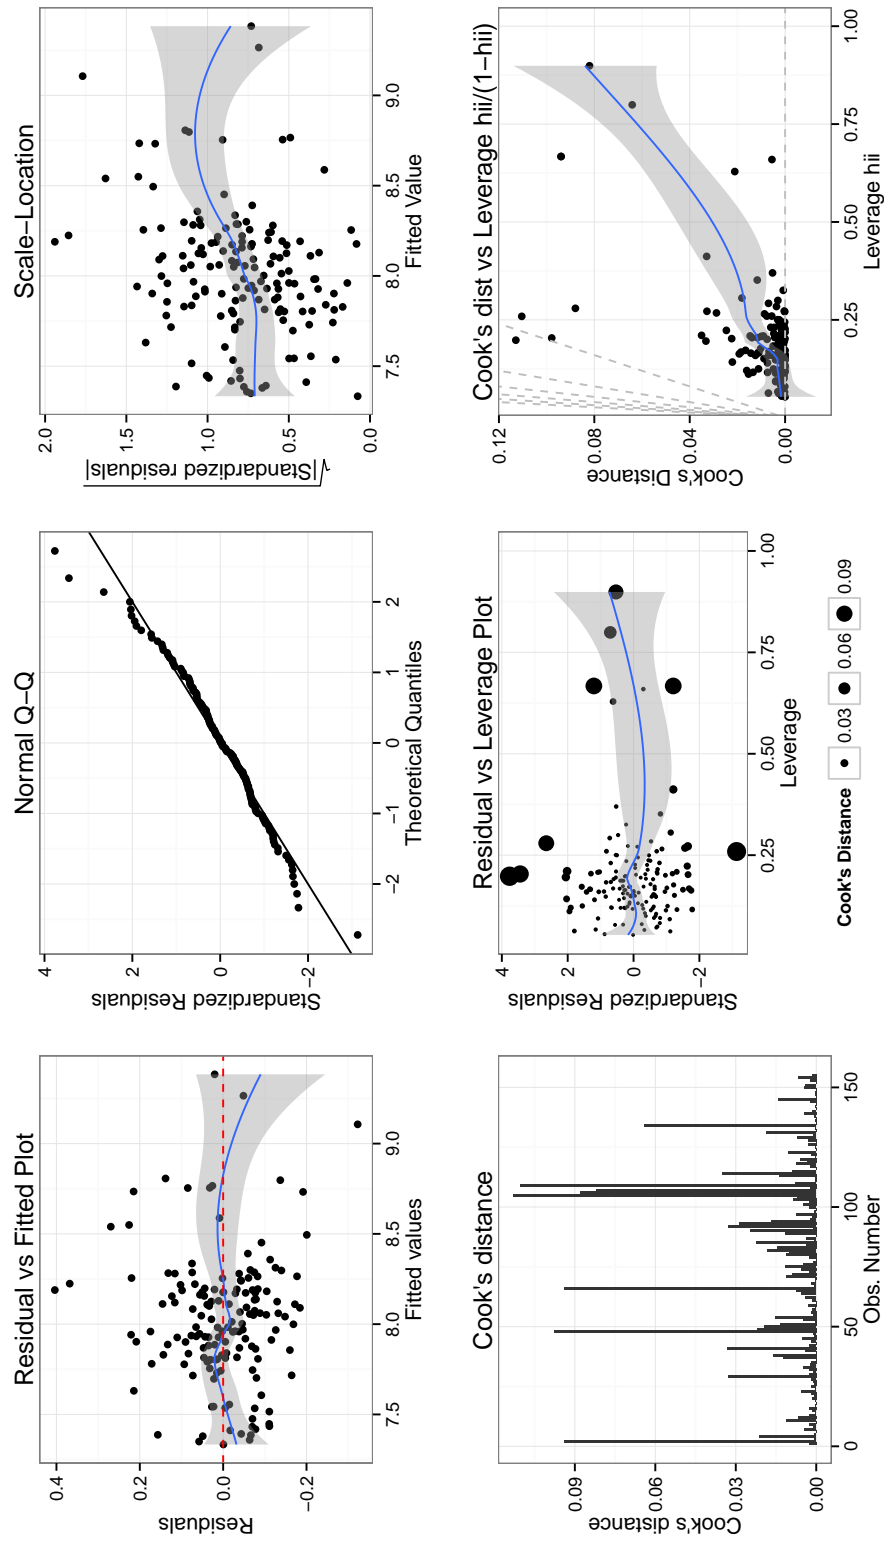 Residual vs Fitted Plot
0.4
0.2
0.0
−0.2
Residuals
7.5 8.0 8.5 9.0
Fitted values
Normal Q−Q
4
2
0
−2
Standardized Residuals
−2 −1 0 1 2
Theoretical Quantiles
Scale−Location
2.0
1.5
1.0
0.5
0.0
√|Standardized residuals|
7.5 8.0 8.5 9.0
Fitted Value
Cook's distance
0.09
0.06
0.03
0.00
Cook's distance
0 50 100 150
Obs. Number
Residual vs Leverage Plot
4
2
0
−2
Standardized Residuals
0.25 0.50 0.75 1.00
Leverage
Cook's Distance 0.03 0.06 0.09
Cook's dist vs Leverage hii/(1−hii)
0.12
0.08
0.04
0.00
Cook's Distance
0.25 0.50 0.75 1.00
Leverage hii